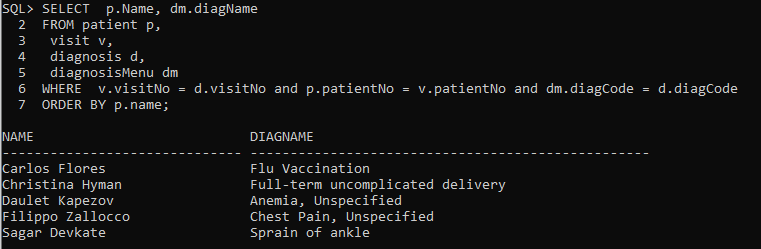 SQL> SELECT  p.Name, dm.diagName
  2  FROM patient p,
  3   visit v,
  4   diagnosis d,
  5   diagnosisMenu dm
  6  WHERE  v.visitNo = d.visitNo and p.patientNo = v.patientNo and dm.diagCode = d.diagCode
  7  ORDER BY p.name;
NAME                           DIAGNAME
------------------------------ --------------------------------------------------
Carlos Flores                  Flu Vaccination
Christina Hyman                Full-term uncomplicated delivery
Daulet Kapezov                 Anemia, Unspecified
Filippo Zallocco               Chest Pain, Unspecified
Sagar Devkate                  Sprain of ankle